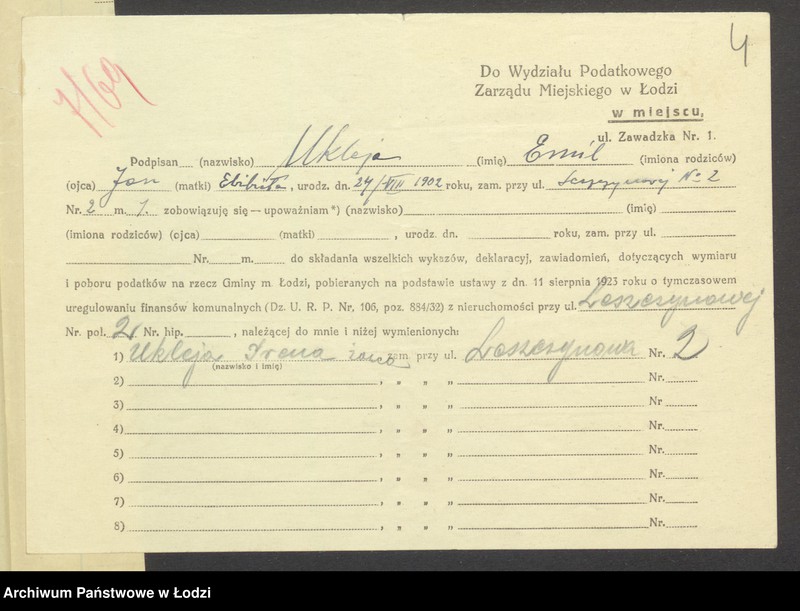 4
7/69
Do Wydziału Podatkowego
Zarządu Miejskiego w Łodzi
w miejscu,
ul. Zawadzka Nr. 1.
Podpisan (nazwisko) Ukleja (imię) Emil (imiona rodziców)
(ojca) Jan (matki) , urodz. dn. 24/VIII 1902 roku, zam. przy ul. No 2
Nr. 2 m. 1. zobowiązuję się — upoważniam *) (nazwisko) (imię)
(imiona rodziców) (ojca) (matki) , urodz. dn. roku, zam. przy ul.
Nr. m. do składania wszelkich wykazów, deklaracyj, zawiadomień, dotyczących wymiaru
i poboru podatków na rzecz Gminy m. Łodzi, pobieranych na podstawie ustawy z dn. 11 sierpnia 1923 roku o tymczasowem
uregulowaniu finansów komunalnych (Dz. U. R. P. Nr, 106, poz. 884/32) z nieruchomości przy ul. Leszczynowej
Nr. pol. 2 Nr. hip. , należącej do mnie i niżej wymienionych:
1) Ukleja Irena żona zam. przy ul. Leszczynowa Nr. 2
(nazwisko i imię)
2) , „ „ Nr.
3) , „ „ Nr
4) , „ „ Nr.
5) , „ „ Nr.
6) , „ „ Nr.
7) , „ „ Nr.
8) , „ „ Nr.
Archiwum Państwowe w Łodzi